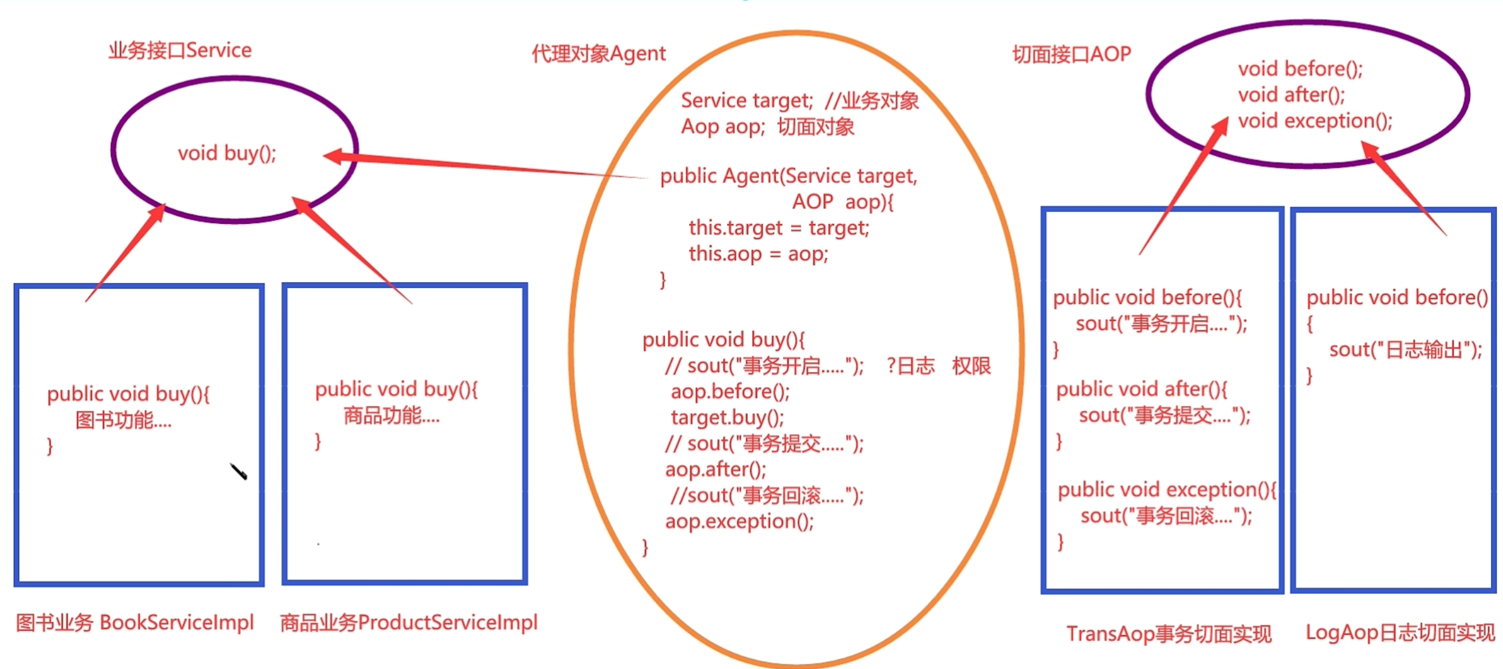 业务接口Service
void buy();
public void buy(){
图书功能....
}
图书业务 BookServiceImpl
public void buy(){
商品功能....
}
商品业务ProductServiceImpl
代理对象Agent
Service target;  //业务对象
Aop aop;  切面对象
public Agent(Service target,
AOP  aop){
this.target = target;
this.aop = aop;
}
public void buy(){
// sout("事务开启.....");    ?日志   权限
aop.before();
target.buy();
// sout("事务提交.....");
aop.after();
//sout("事务回滚.....");
aop.exception();
}
切面接口AOP
void before();
void after();
void exception();
public void before(){
sout("事务开启....");
}
public void after(){
sout("事务提交....");
}
public void exception(){
sout("事务回滚....");
}
TransAop事务切面实现
public void before()
{
sout("日志输出");
}
LogAop日志切面实现